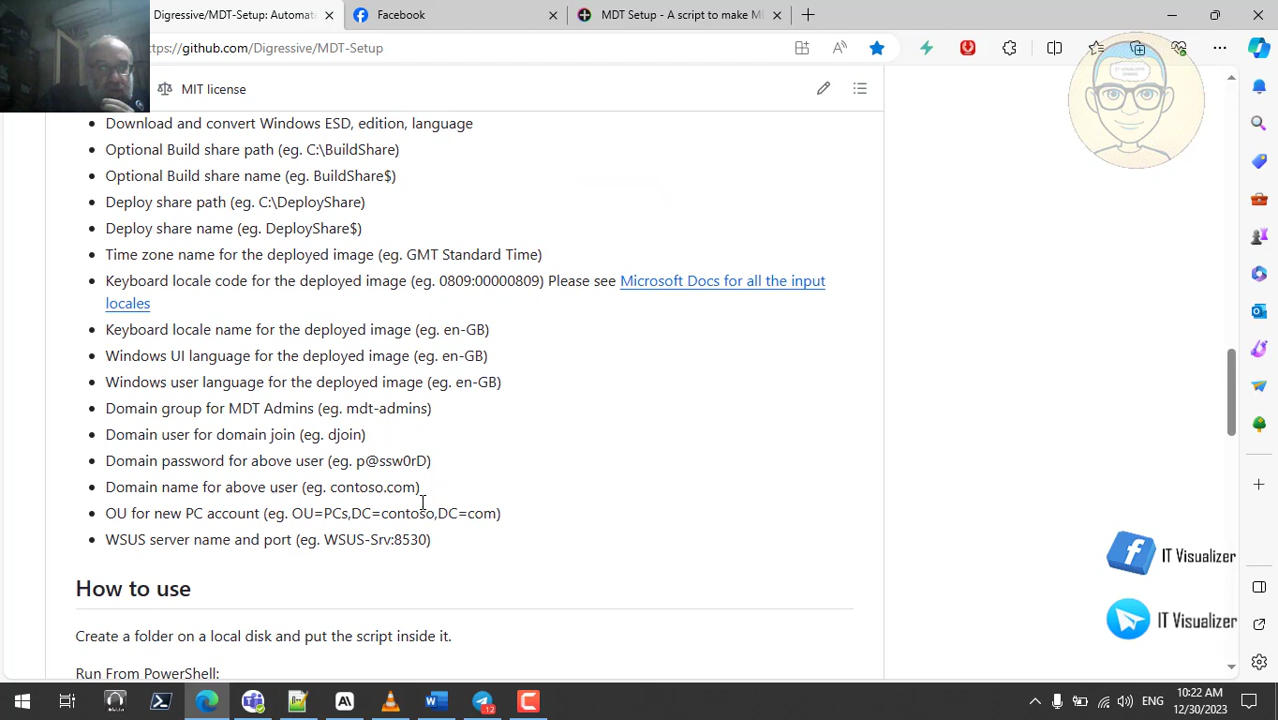 Digressive/MDT-Setup: Automat
Facebook
MDT Setup - A script to make M
ttps://github.com/Digressive/MDT-Setup
MIT license
Download and convert Windows ESD, edition, language
Optional Build share path (eg. C:\BuildShare)
Optional Build share name (eg. BuildShare$)
Deploy share path (eg. C:\DeployShare)
Deploy share name (eg. DeployShare$)
Time zone name for the deployed image (eg. GMT Standard Time)
Keyboard locale code for the deployed image (eg. 0809:00000809) Please see Microsoft Docs for all the input
locales
Keyboard locale name for the deployed image (eg. en-GB)
Windows UI language for the deployed image (eg. en-GB)
Windows user language for the deployed image (eg. en-GB)
Domain group for MDT Admins (eg. mdt-admins)
Domain user for domain join (eg. djoin)
Domain password for above user (eg. p@ssw0rD)
Domain name for above user (eg. contoso.com)
OU for new PC account (eg. OU=PCs,DC=contoso,DC=com)
WSUS server name and port (eg. WSUS-Srv:8530)
How to use
Create a folder on a local disk and put the script inside it.
Run From PowerShell:
IT VISUALIZER
IT Visualizer
IT Visualizer
12
ENG
10:22 AM
12/30/2023